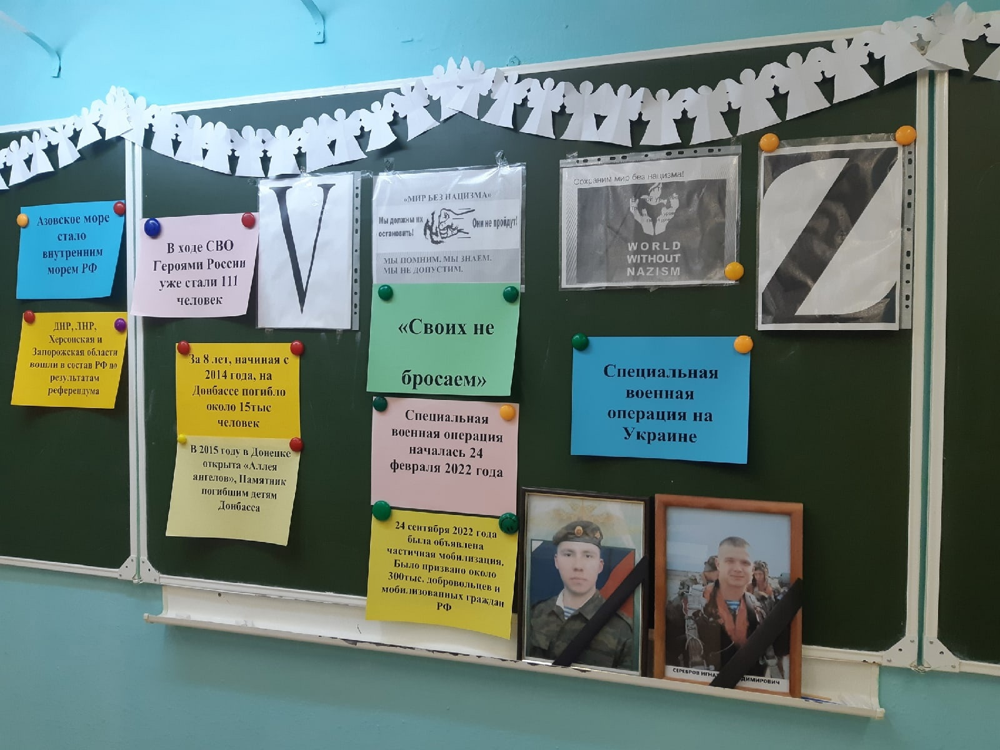 Азовское море
стало
внутренним
морем РФ
ДНР, ЛНР,
Херсонская и
Запорожская области
вошли в состав РФ по
результатам
референдума
В ходе СВО
Героями России
уже стали 111
человек
V
За 8 лет, начиная с
2014 года, на
Донбассе погибло
около 15тыс
человек
В 2015 году в Донецке
открыта «Аллея
ангелов», Памятник
погибшим детям
Донбасса
«МИР БЕЗ НАЦИЗМА»
Мы должны их
остановить!
Они не пройдут!
МЫ ПОМНИМ. МЫ ЗНАЕМ.
МЫ НЕ ДОПУСТИМ.
«Своих не
бросаем»
Специальная
военная операция
началась 24
февраля 2022 года
24 сентября 2022 года
была объявлена
частичная мобилизация.
Было призвано около
300тыс. добровольцев и
мобилизованных граждан
РФ
Сохраним мир без нацизма!
WORLD
WITHOUT
NAZISM
Z
Специальная
военная
операция на
Украине
СЕРЕБРОВ